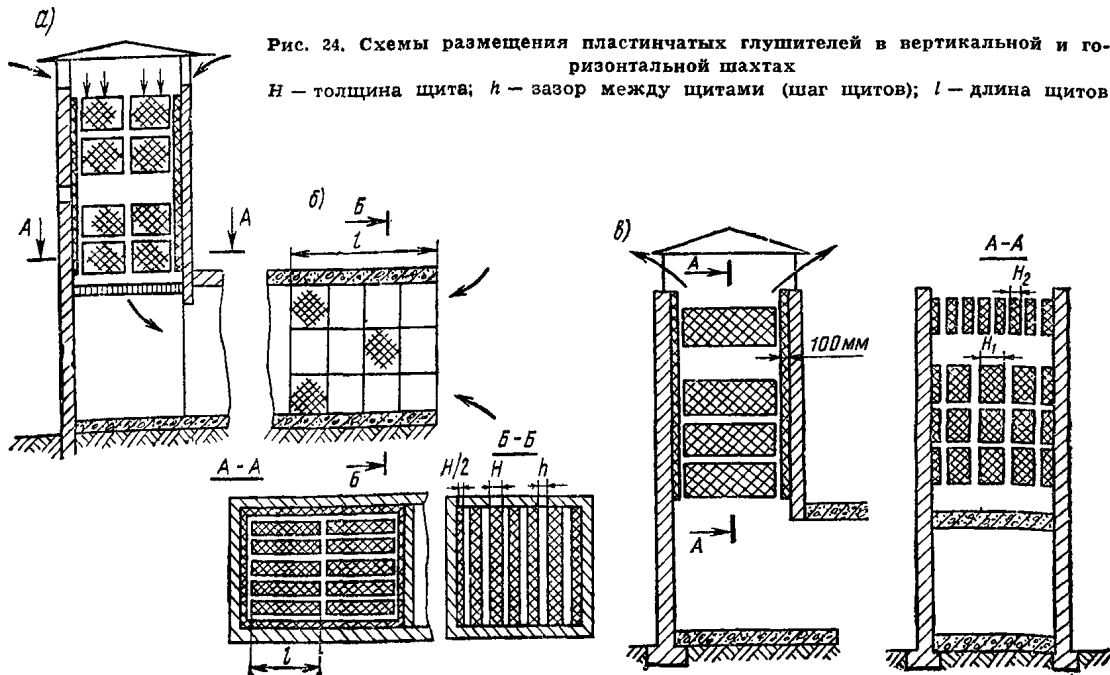 а)
Рис. 24. Схемы размещения пластинчатых глушителей в вертикальной и го-
ризонтальной шахтах
H — толщина щита; h — зазор между щитами (шаг щитов); l — длина щитов
А
А
б)
Б
l
Б
А-А
l
Б-Б
H/2
H
h
в)
А
100мм
А
А-А
H₂
H₁